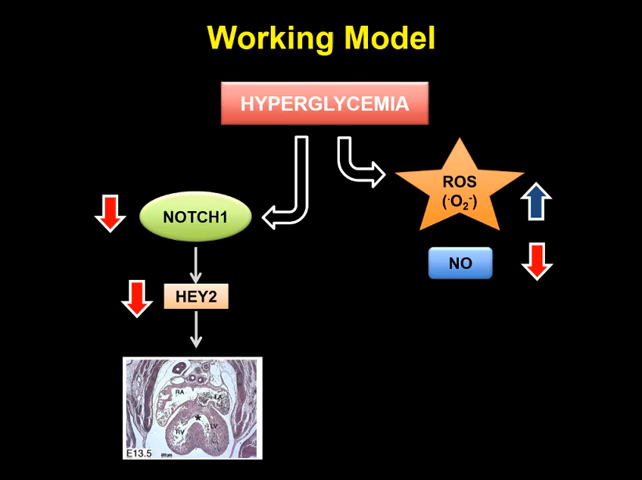 Working Model
HYPERGLYCEMIA
ROS
(·O₂⁻)
NOTCH1
NO
HEY2
RA
LA
RV
LV
E13.5